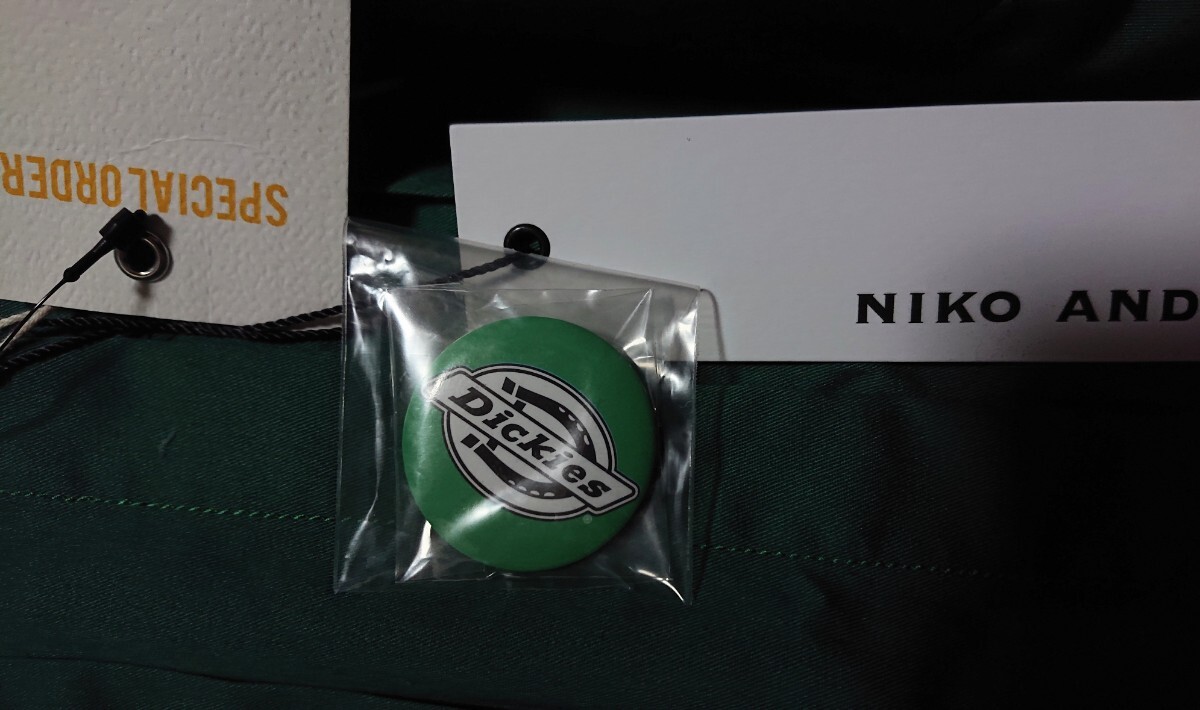 SPECIAL ORDER
NIKO AND
Dickies
®